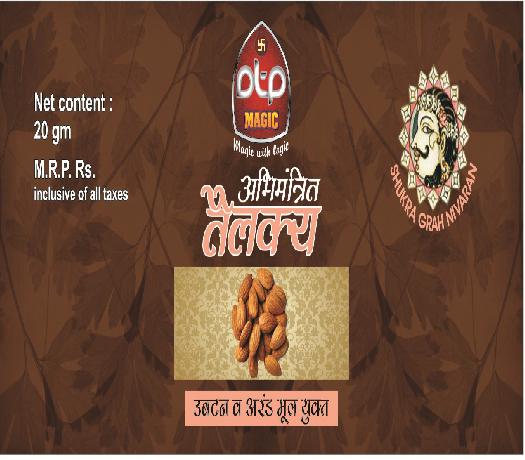 Net content :
20 gm
M.R.P. Rs.
inclusive of all taxes
otp
MAGIC
Magic with logic
अभिमंत्रित
तैलक्य
उबटन व अरंड मूल युक्त
SHUKRA GRAH NIVARAN